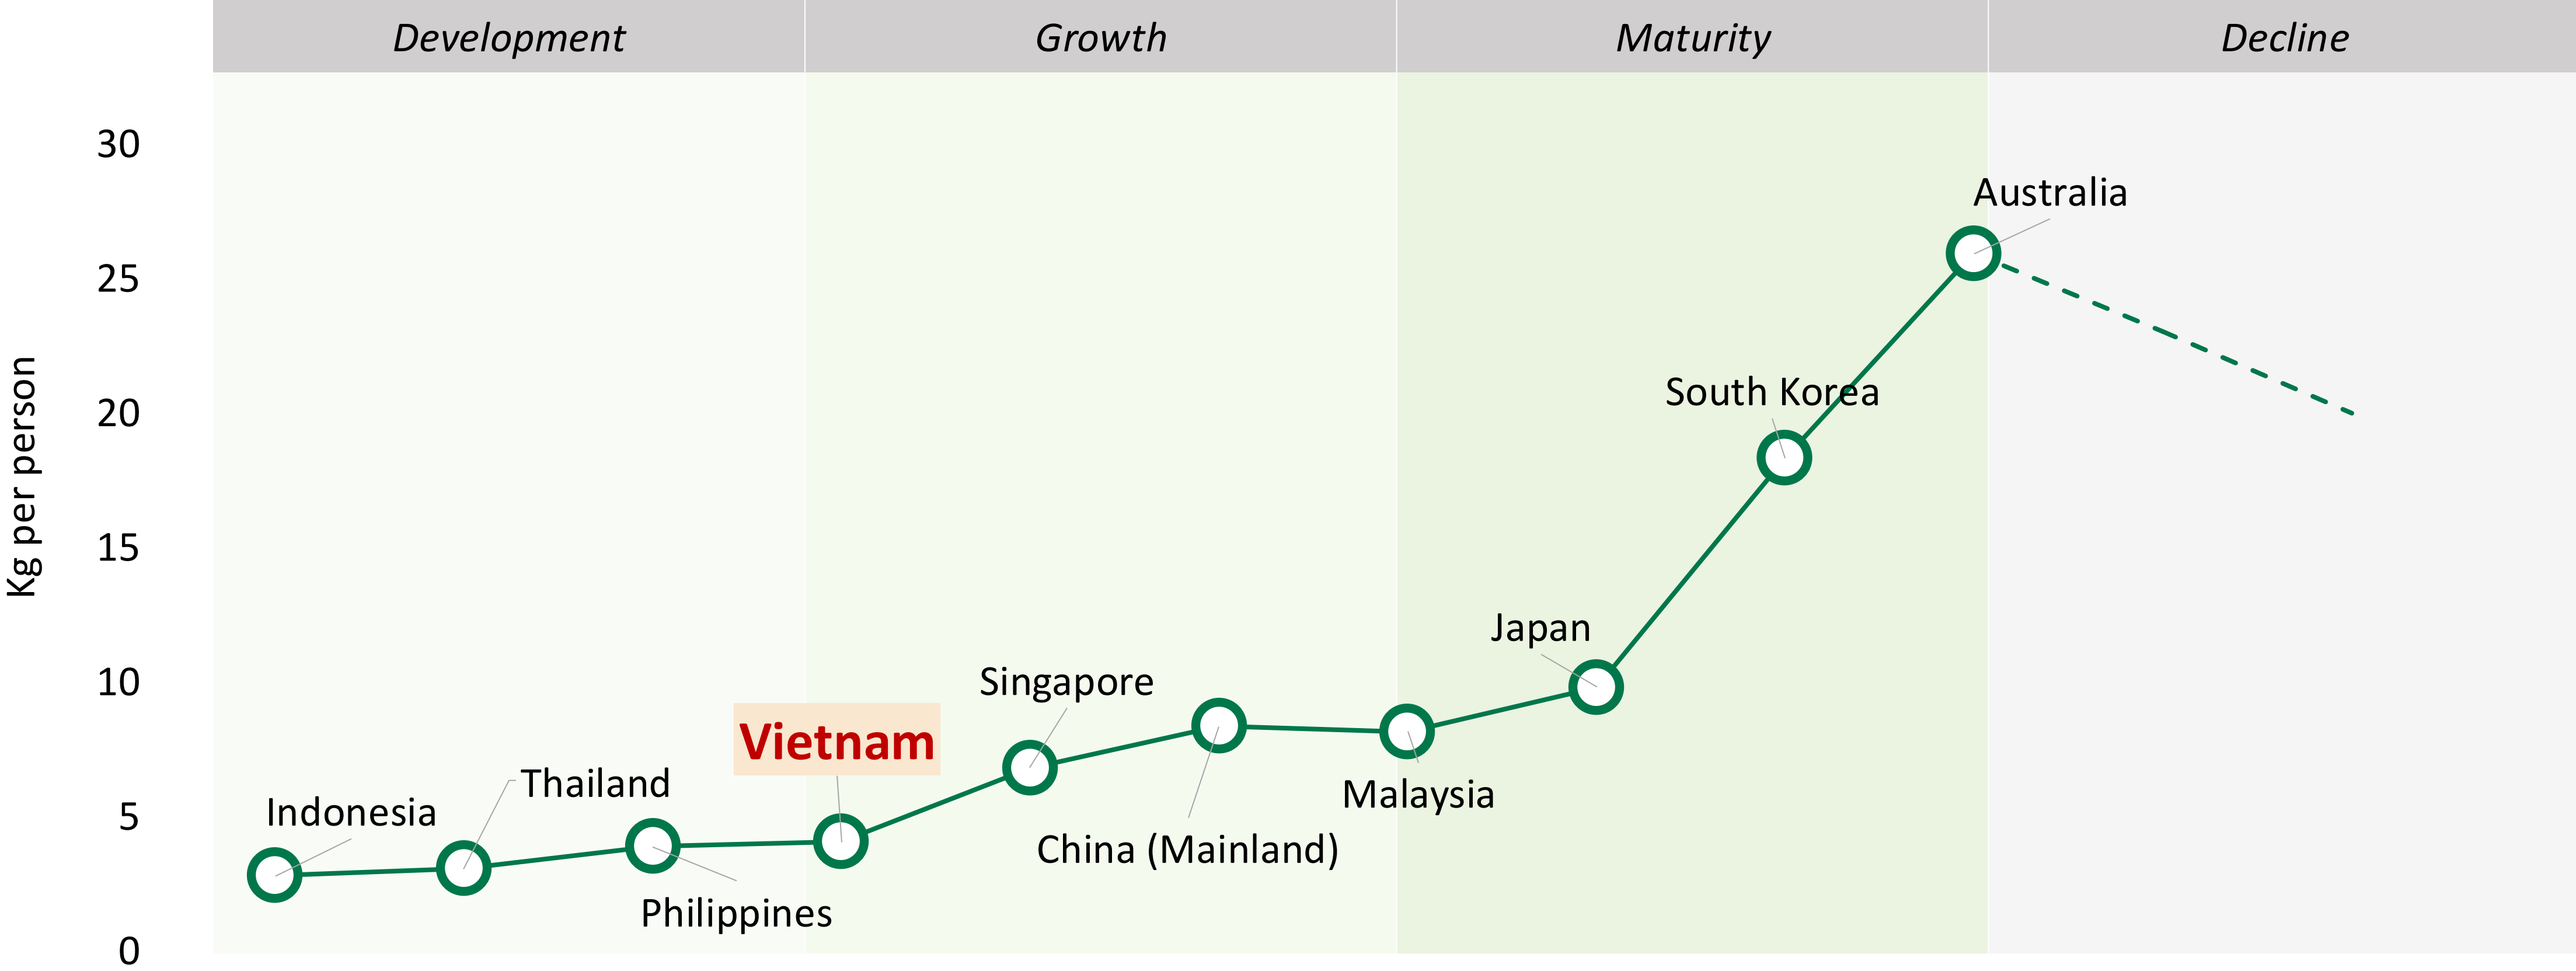 Development
Growth
Maturity
Decline
Kg per person
30
25
20
15
10
5
0
Indonesia
Thailand
Philippines
Vietnam
Singapore
China (Mainland)
Malaysia
Japan
South Korea
Australia